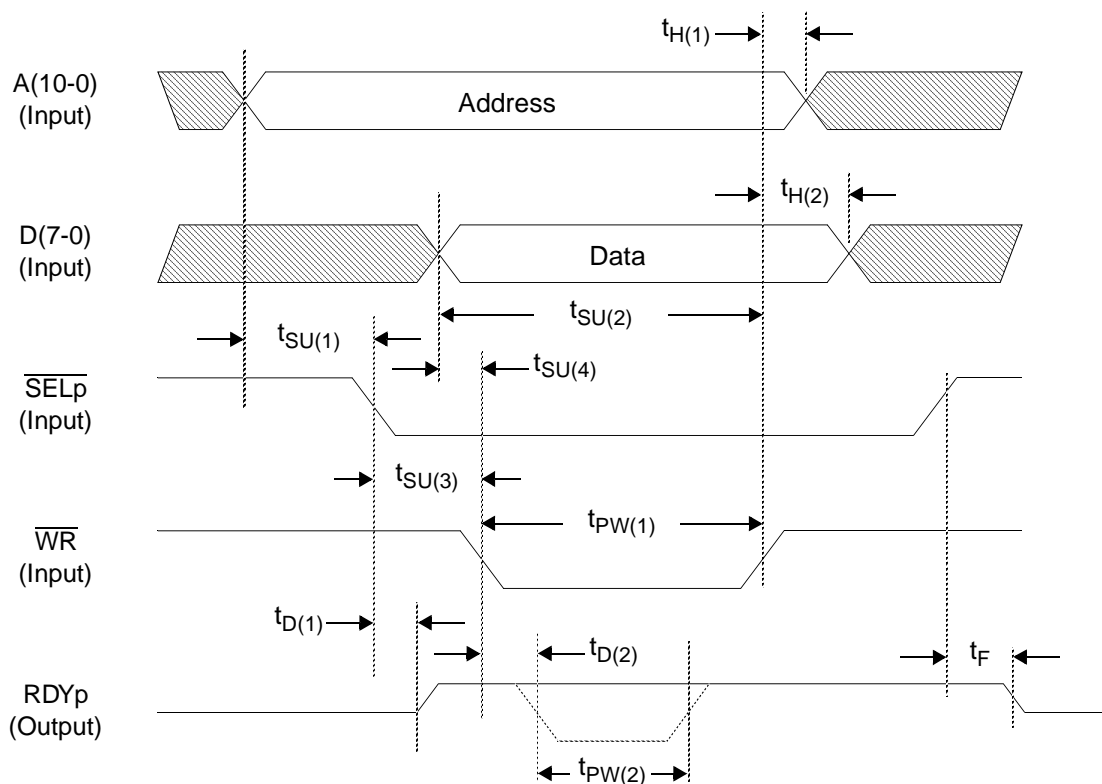 tH(1)
A(10-0)
(Input)
Address
tH(2)
D(7-0)
(Input)
Data
tSU(2)
tSU(1)
tSU(4)
SELp
(Input)
tSU(3)
tPW(1)
WR
(Input)
tD(1)
tD(2)
tF
RDYp
(Output)
tPW(2)